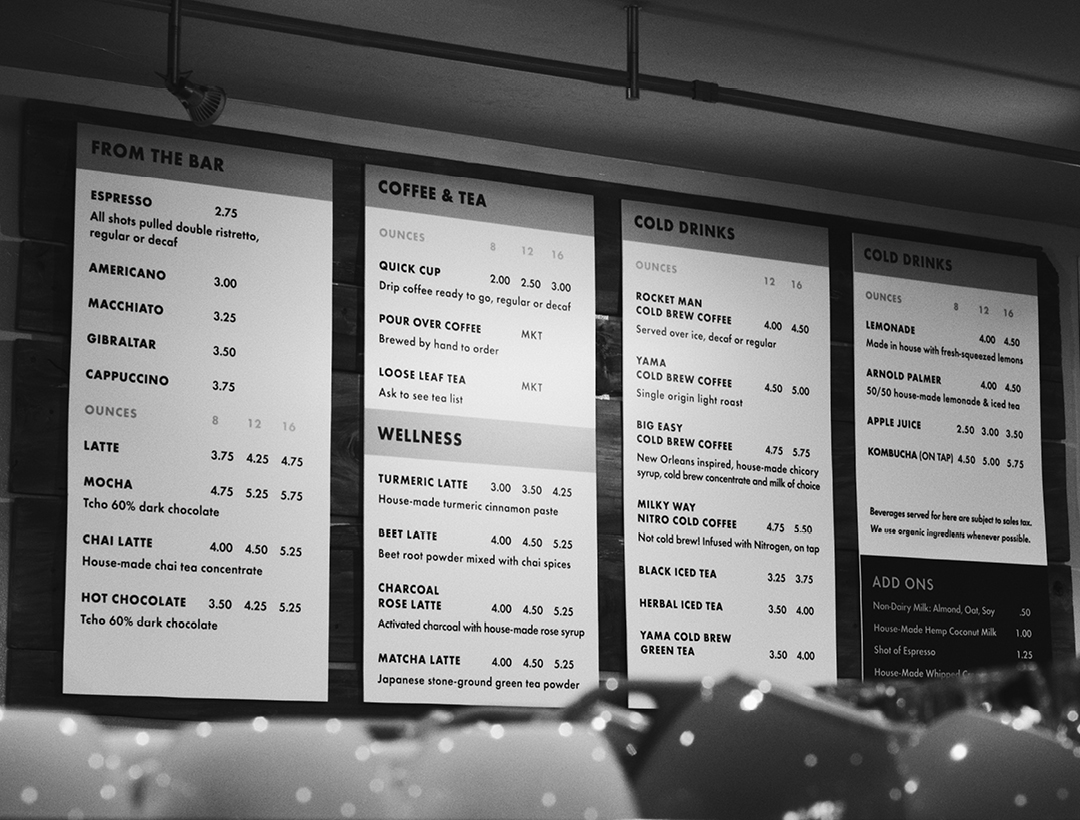 FROM THE BAR
ESPRESSO 2.75
All shots pulled double ristretto,
regular or decaf
AMERICANO 3.00
MACCHIATO 3.25
GIBRALTAR 3.50
CAPPUCCINO 3.75
OUNCES 8 12 16
LATTE 3.75 4.25 4.75
MOCHA 4.75 5.25 5.75
Tcho 60% dark chocolate
CHAI LATTE 4.00 4.50 5.25
House-made chai tea concentrate
HOT CHOCOLATE 3.50 4.25 5.25
Tcho 60% dark chocolate
COFFEE & TEA
OUNCES 8 12 16
QUICK CUP 2.00 2.50 3.00
Drip coffee ready to go, regular or decaf
POUR OVER COFFEE MKT
Brewed by hand to order
LOOSE LEAF TEA MKT
Ask to see tea list
WELLNESS
TURMERIC LATTE 3.00 3.50 4.25
House-made turmeric cinnamon paste
BEET LATTE 4.00 4.50 5.25
Beet root powder mixed with chai spices
CHARCOAL
ROSE LATTE 4.00 4.50 5.25
Activated charcoal with house-made rose syrup
MATCHA LATTE 4.00 4.50 5.25
Japanese stone-ground green tea powder
COLD DRINKS
OUNCES 12 16
ROCKET MAN
COLD BREW COFFEE 4.00 4.50
Served over ice, decaf or regular
YAMA
COLD BREW COFFEE 4.50 5.00
Single origin light roast
BIG EASY
COLD BREW COFFEE 4.75 5.75
New Orleans inspired, house-made chicory
syrup, cold brew concentrate and milk of choice
MILKY WAY
NITRO COLD COFFEE 4.75 5.50
Not cold brew! Infused with Nitrogen, on tap
BLACK ICED TEA 3.25 3.75
HERBAL ICED TEA 3.50 4.00
YAMA COLD BREW
GREEN TEA 3.50 4.00
COLD DRINKS
OUNCES 8 12 16
LEMONADE 4.00 4.50
Made in house with fresh-squeezed lemons
ARNOLD PALMER 4.00 4.50
50/50 house-made lemonade & iced tea
APPLE JUICE 2.50 3.00 3.50
KOMBUCHA (ON TAP) 4.50 5.00 5.75
Beverages served for here are subject to sales tax.
We use organic ingredients whenever possible.
ADD ONS
Non-Dairy Milk: Almond, Oat, Soy .50
House-Made Hemp Coconut Milk 1.00
Shot of Espresso 1.25
House-Made Whipped